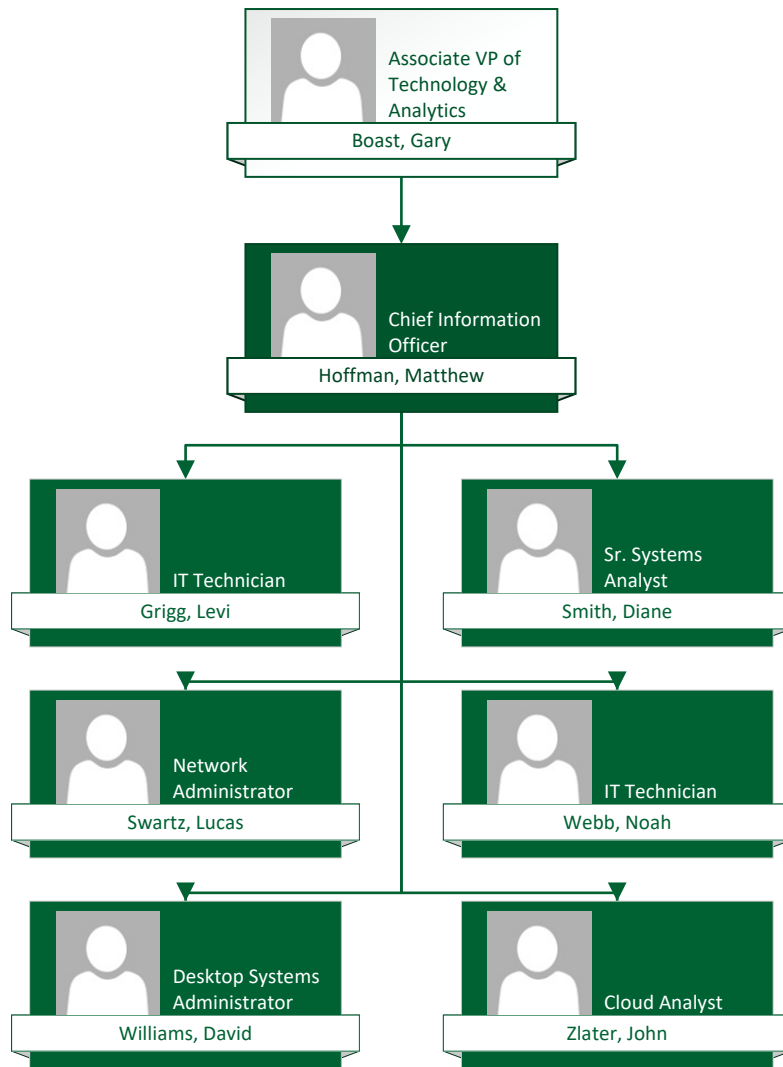 Associate VP of
Technology &
Analytics
Boast, Gary
Chief Information
Officer
Hoffman, Matthew
IT Technician
Grigg, Levi
Sr. Systems
Analyst
Smith, Diane
Network
Administrator
Swartz, Lucas
IT Technician
Webb, Noah
Desktop Systems
Administrator
Williams, David
Cloud Analyst
Zlater, John